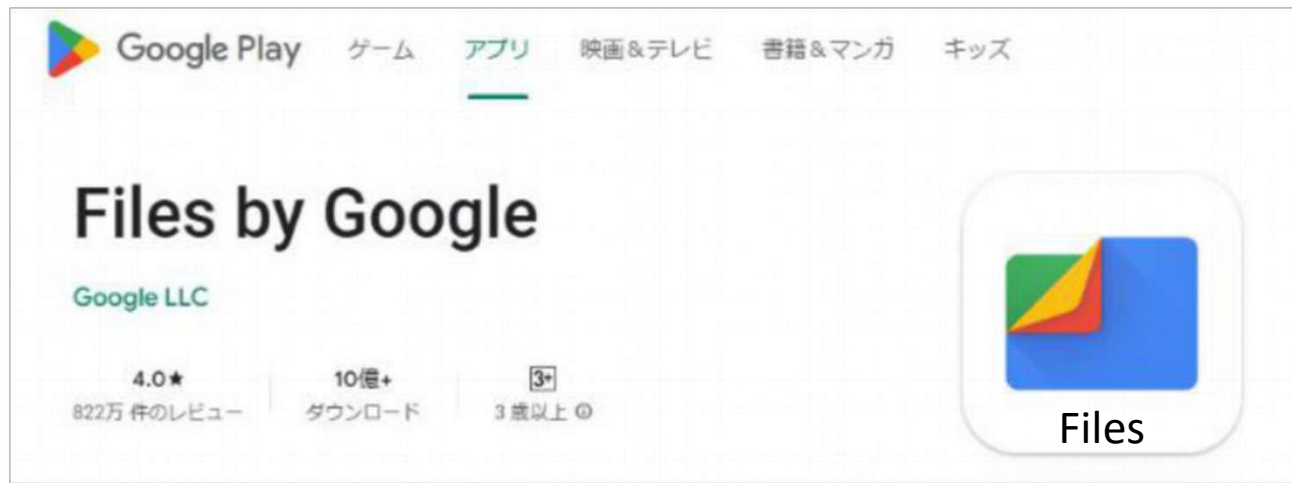 Google Play ゲーム アプリ 映画&テレビ 書籍&マンガ キッズ
Files by Google
Google LLC
4.0★ 10億+ 3+
822万 件のレビュー ダウンロード 3 歳以上
Files